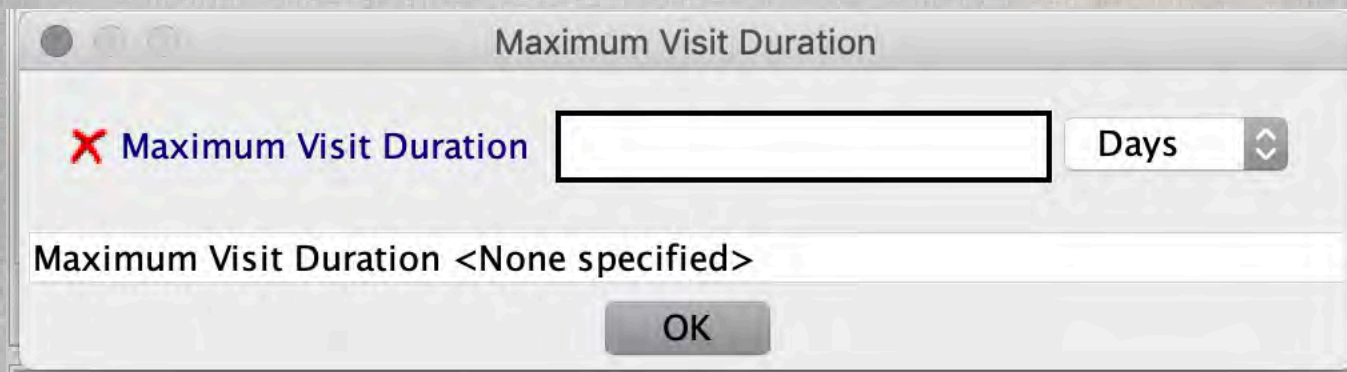 Maximum Visit Duration
Maximum Visit Duration Days
Maximum Visit Duration <None specified>
OK